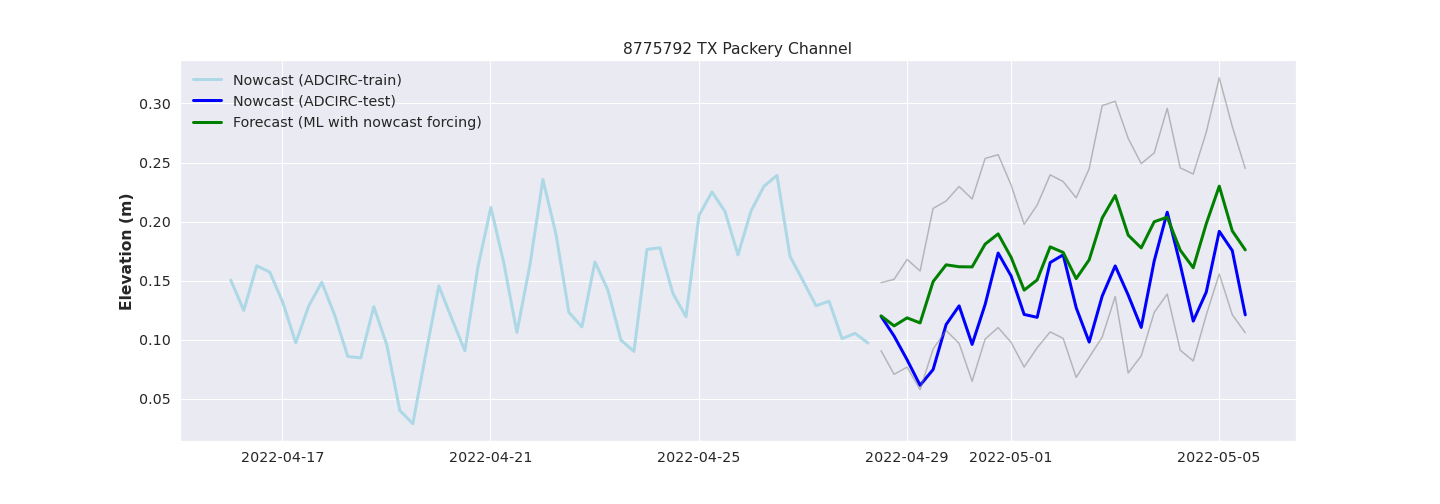 8775792 TX Packery Channel
Nowcast (ADCIRC-train)
Nowcast (ADCIRC-test)
Forecast (ML with nowcast forcing)
Elevation (m)
0.30
0.25
0.20
0.15
0.10
0.05
2022-04-17 2022-04-21 2022-04-25 2022-04-29 2022-05-01 2022-05-05